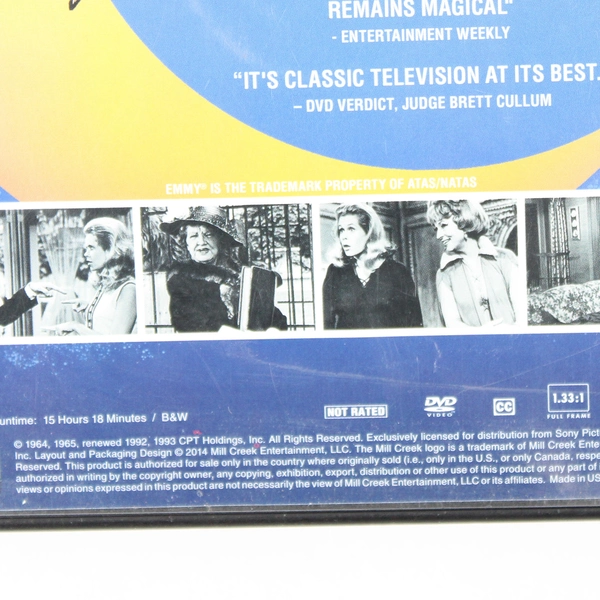 REMAINS MAGICAL"
- ENTERTAINMENT WEEKLY
"IT'S CLASSIC TELEVISION AT ITS BEST.
– DVD VERDICT, JUDGE BRETT CULLUM
EMMY® IS THE TRADEMARK PROPERTY OF ATAS/NATAS
untime: 15 Hours 18 Minutes / B&W
NOT RATED
DVD
VIDEO
CC
1.33:1
FULL FRAME
© 1964, 1965, renewed 1992, 1993 CPT Holdings, Inc. All Rights Reserved. Exclusively licensed for distribution from Sony Pict
Inc. Layout and Packaging Design © 2014 Mill Creek Entertainment, LLC. The Mill Creek logo is a trademark of Mill Creek Ente
Reserved. This product is authorized for sale only in the country where originally sold (i.e., only in the U.S., or only Canada, respe
authorized in writing by the copyright owner, any copying, exhibition, export, distribution or other use of this product or any part of i
views or opinions expressed in this product are not necessarily the view of Mill Creek Entertainment, LLC or its affiliates. Made in US